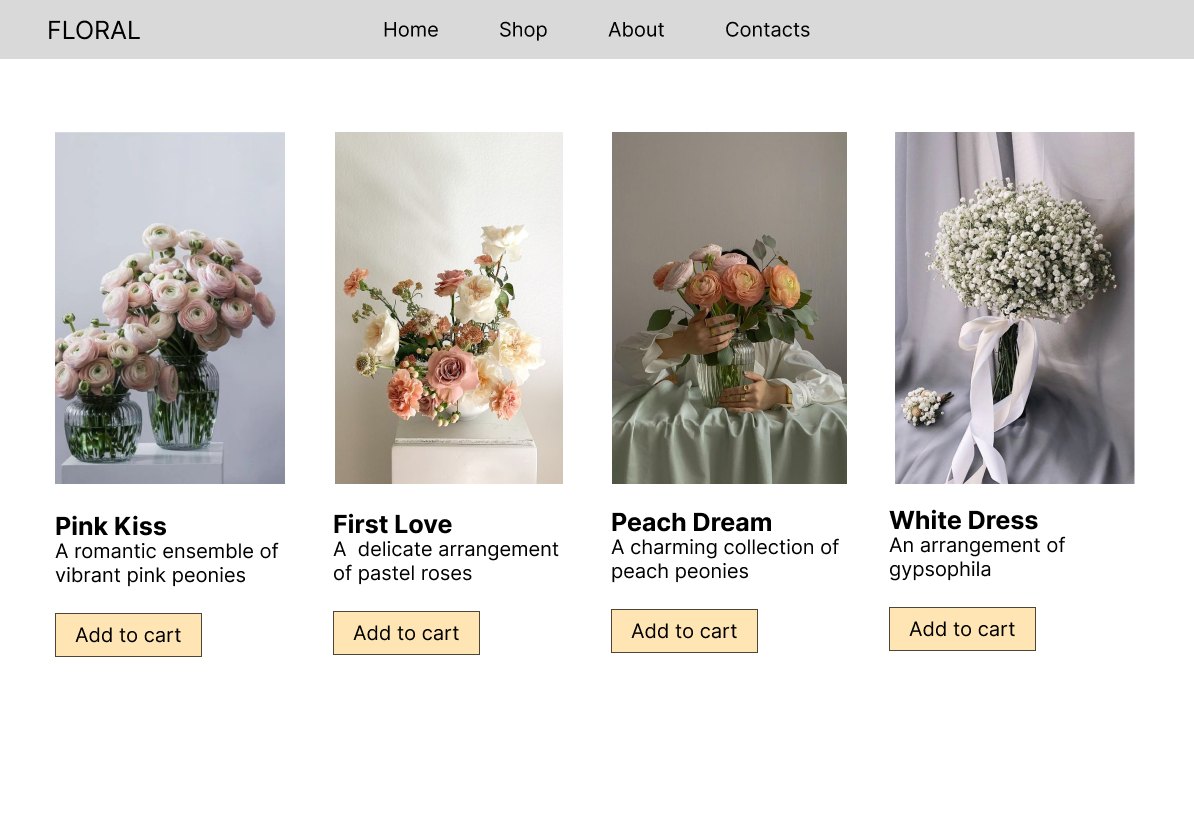 FLORAL
Home Shop About Contacts
Pink Kiss
A romantic ensemble of
vibrant pink peonies
Add to cart
First Love
A  delicate arrangement
of pastel roses
Add to cart
Peach Dream
A charming collection of
peach peonies
Add to cart
White Dress
An arrangement of
gypsophila
Add to cart